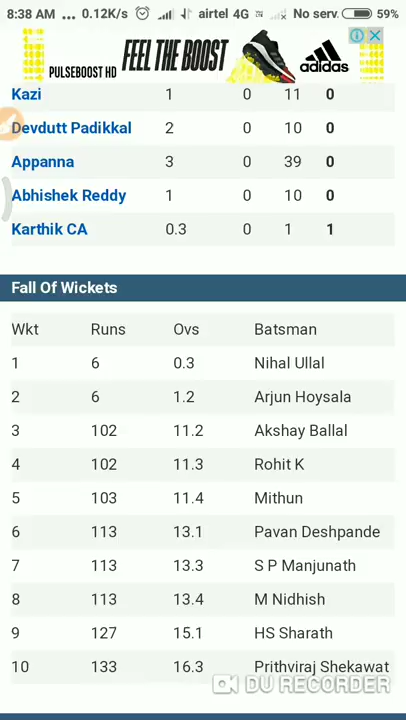 8:38 AM ... 0.12K/s airtel 4G No serv. 59%
FEEL THE BOOST
PULSEBOOST HD
adidas
Kazi 1 0 11 0
Devdutt Padikkal 2 0 10 0
Appanna 3 0 39 0
Abhishek Reddy 1 0 10 0
Karthik CA 0.3 0 1 1
Fall Of Wickets
Wkt Runs Ovs Batsman
1 6 0.3 Nihal Ullal
2 6 1.2 Arjun Hoysala
3 102 11.2 Akshay Ballal
4 102 11.3 Rohit K
5 103 11.4 Mithun
6 113 13.1 Pavan Deshpande
7 113 13.3 S P Manjunath
8 113 13.4 M Nidhish
9 127 15.1 HS Sharath
10 133 16.3 Prithviraj Shekawat
DU RECORDER